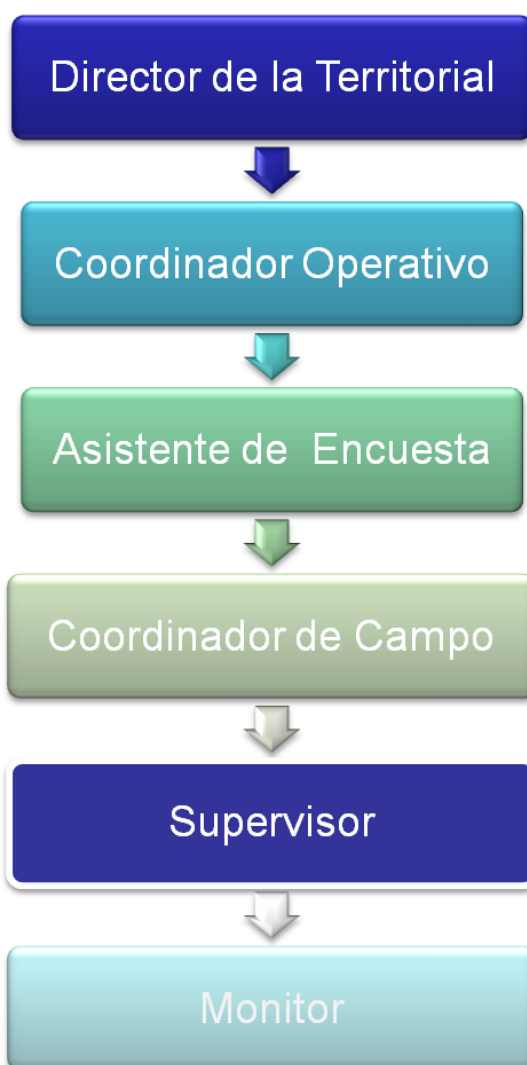 Director de la Territorial
Coordinador Operativo
Asistente de Encuesta
Coordinador de Campo
Supervisor
Monitor